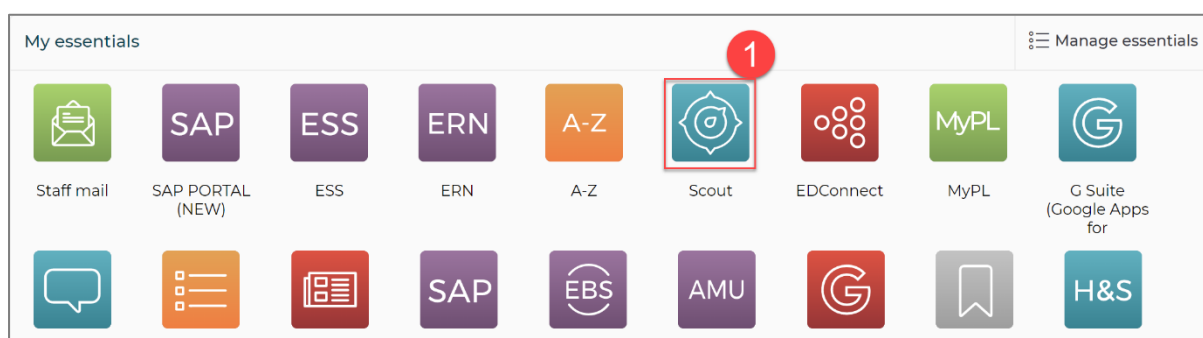 My essentials
1
Manage essentials
SAP
ESS
ERN
A-Z
MyPL
G
Staff mail
SAP PORTAL
(NEW)
ESS
ERN
A-Z
Scout
EDConnect
MyPL
G Suite
(Google Apps
for
SAP
EBS
AMU
G
H&S